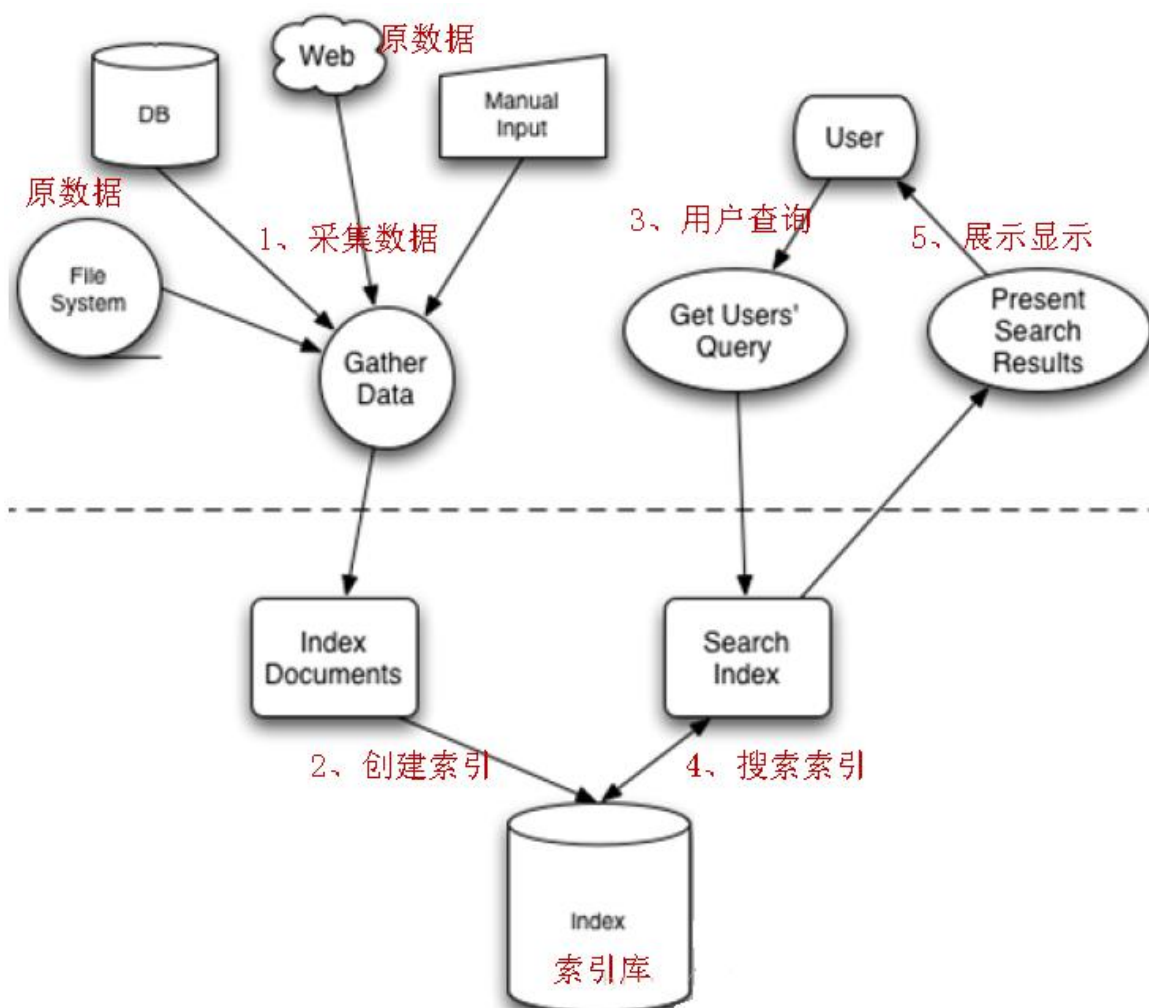 Web
原数据
DB
Manual
Input
原数据
1、采集数据
File
System
Gather
Data
User
3、用户查询
5、展示显示
Get Users'
Query
Present
Search
Results
Index
Documents
Search
Index
2、创建索引
4、搜索索引
Index
索引库